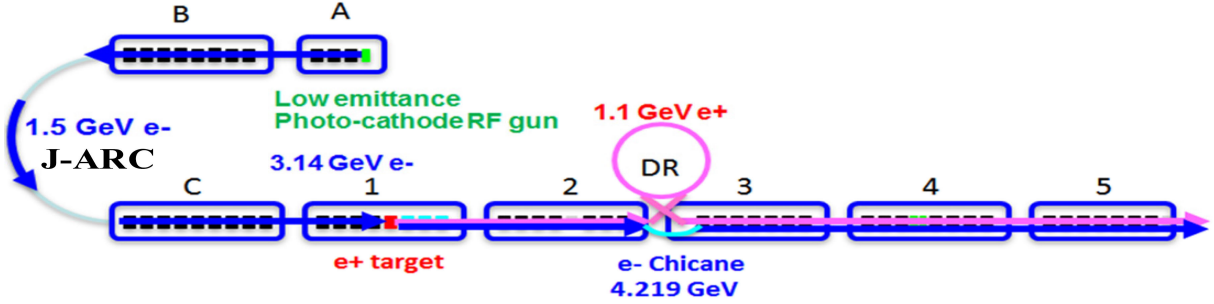 B
A
Low emittance
Photo-cathode RF gun
1.1 GeV e+
1.5 GeV e-
J-ARC
3.14 GeV e-
DR
C
1
2
3
4
5
e+ target
e- Chicane
4.219 GeV